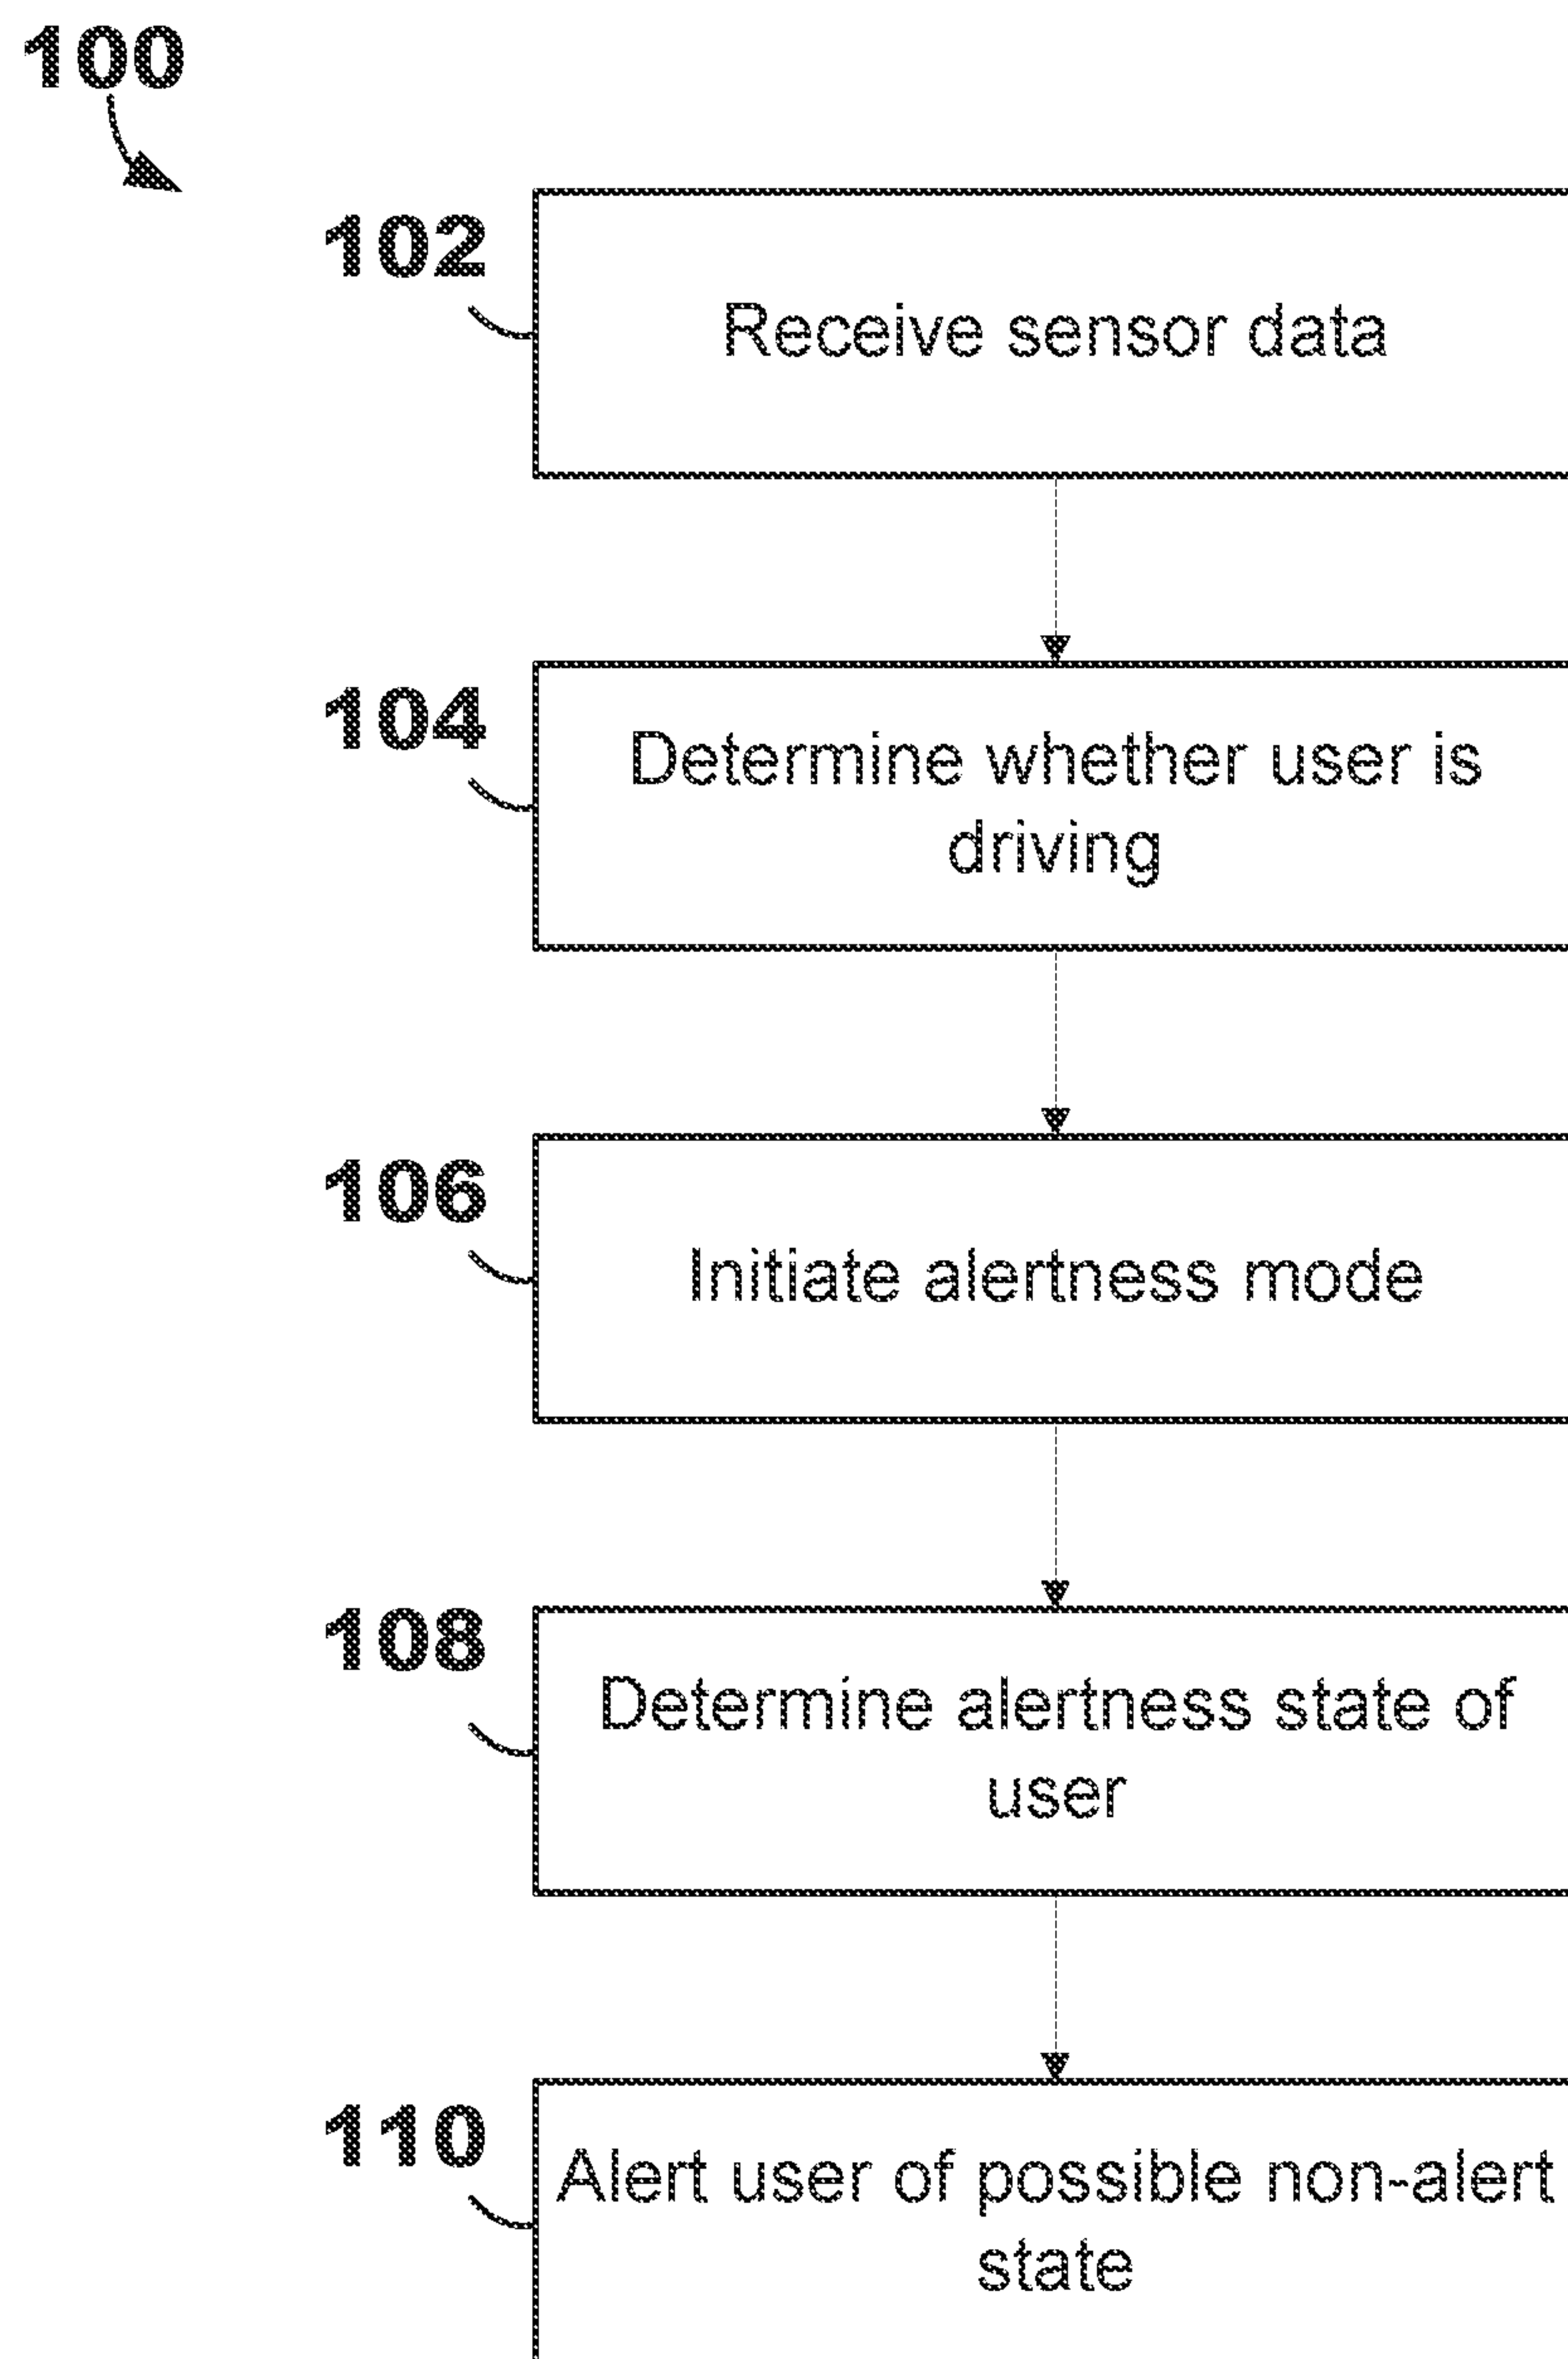 100
102
Receive sensor data
104
Determine whether user is
driving
106
Initiate alertness mode
108
Determine alertness state of
user
110
Alert user of possible non-alert
state